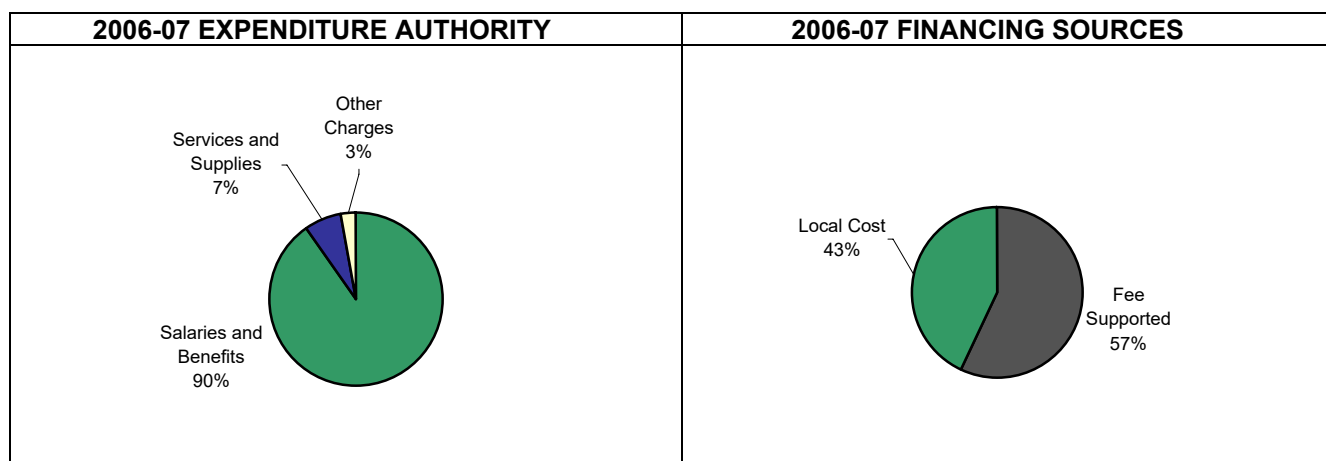 2006-07 EXPENDITURE AUTHORITY
Other
Charges
3%
Services and
Supplies
7%
Salaries and
Benefits
90%
2006-07 FINANCING SOURCES
Local Cost
43%
Fee
Supported
57%